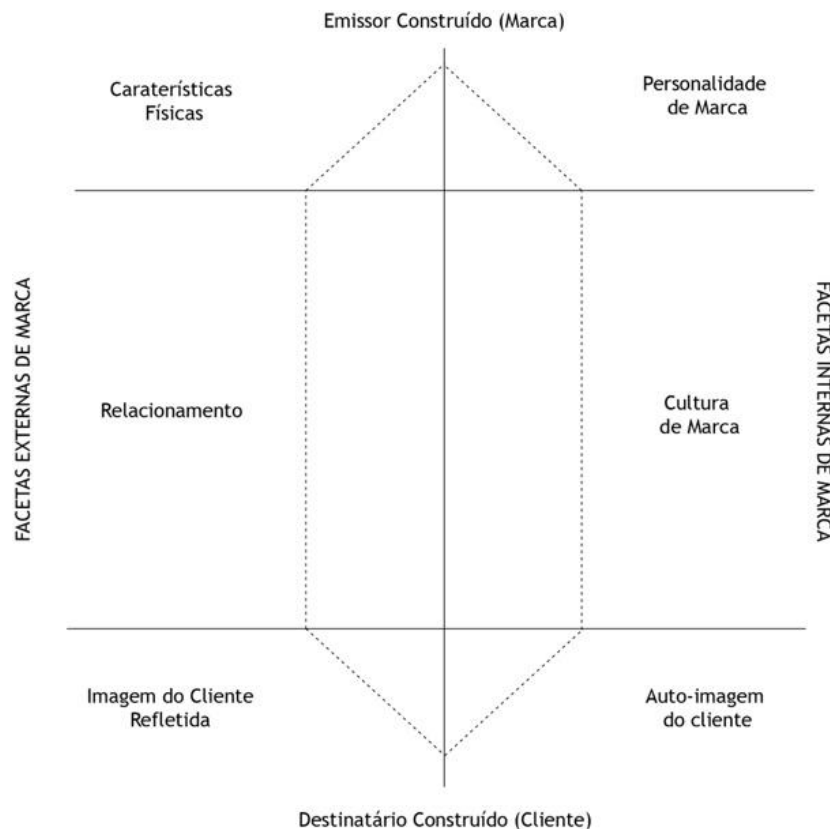 Emissor Construído (Marca)
Caraterísticas
Físicas
Personalidade
de Marca
FACETAS EXTERNAS DE MARCA
Relacionamento
Cultura
de Marca
FACETAS INTERNAS DE MARCA
Imagem do Cliente
Refletida
Auto-imagem
do cliente
Destinatário Construído (Cliente)